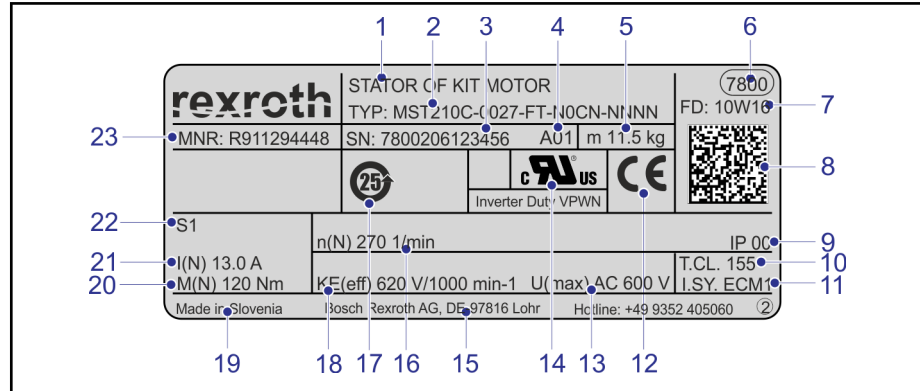 1 2 3 4 5 6
rexroth
STATOR OF KIT MOTOR
7800
TYP: MST210C-0027-FT-N0CN-NNNN
FD: 10W16
7
23
MNR: R911294448
SN: 7800206123456
A01
m 11.5 kg
8
25
C
US
®
CE
Inverter Duty VPWN
22
S1
n(N) 270 1/min
IP 00
9
21
I(N) 13.0 A
T.CL. 155
10
20
M(N) 120 Nm
KE(eff) 620 V/1000 min-1
U(max) AC 600 V
I.SY. ECM1
11
Made in Slovenia
Bosch Rexroth AG, DE-97816 Lohr
Hotline: +49 9352 405060
2
19 18 17 16 15 14 13 12